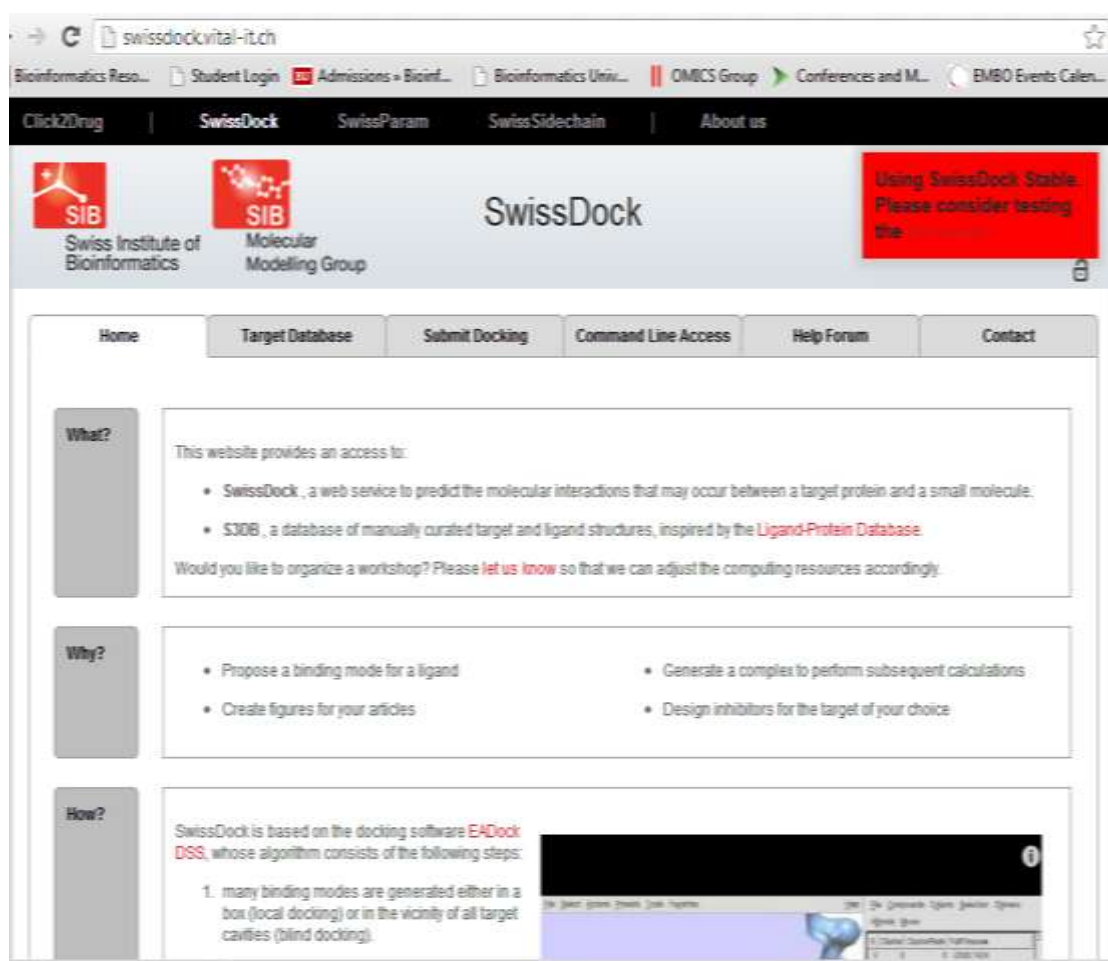 swissdock.vital-it.ch
Bioinformatics Reso... Student Login Admissions » Bioinf... Bioinformatics Univ... OMICS Group Conferences and M... EMBO Events Calen...
Click2Drug | SwissDock SwissParam SwissSidechain | About us
SIB
Swiss Institute of
Bioinformatics
SIB
Molecular
Modelling Group
SwissDock
Using SwissDock Stable.
Please consider testing
the
Home Target Database Submit Docking Command Line Access Help Forum Contact
What?
This website provides an access to:
• SwissDock , a web service to predict the molecular interactions that may occur between a target protein and a small molecule.
• S3DB , a database of manually curated target and ligand structures, inspired by the Ligand-Protein Database.
Would you like to organize a workshop? Please let us know so that we can adjust the computing resources accordingly.
Why?
• Propose a binding mode for a ligand
• Create figures for your articles
• Generate a complex to perform subsequent calculations
• Design inhibitors for the target of your choice
How?
SwissDock is based on the docking software EADock
DSS, whose algorithm consists of the following steps:
1. many binding modes are generated either in a
box (local docking) or in the vicinity of all target
cavities (blind docking).